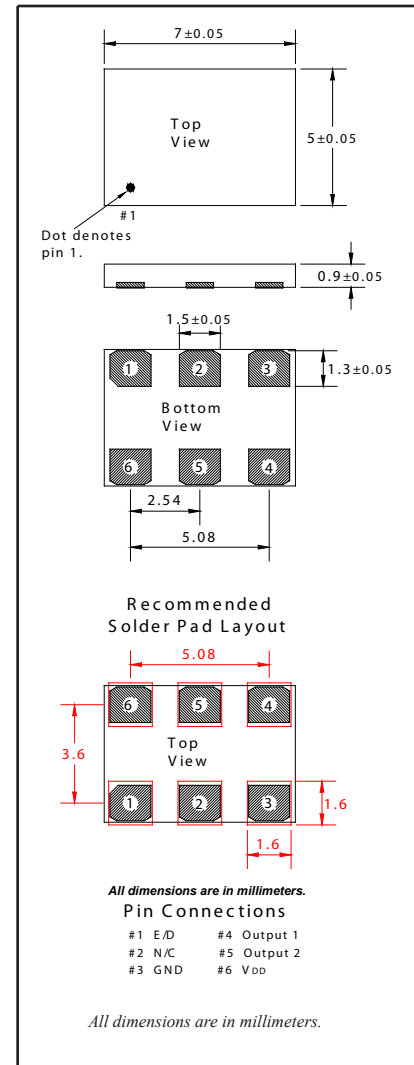 7±0.05
Top
View
5±0.05
#1
Dot denotes
pin 1.
0.9±0.05
1.5±0.05
1 2 3
1.3±0.05
Bottom
View
6 5 4
2.54
5.08
Recommended
Solder Pad Layout
5.08
6 5 4
3.6
Top
View
1 2 3
1.6
1.6
All dimensions are in millimeters.
Pin Connections
#1 E/D #4 Output 1
#2 N/C #5 Output 2
#3 GND #6 VDD
All dimensions are in millimeters.